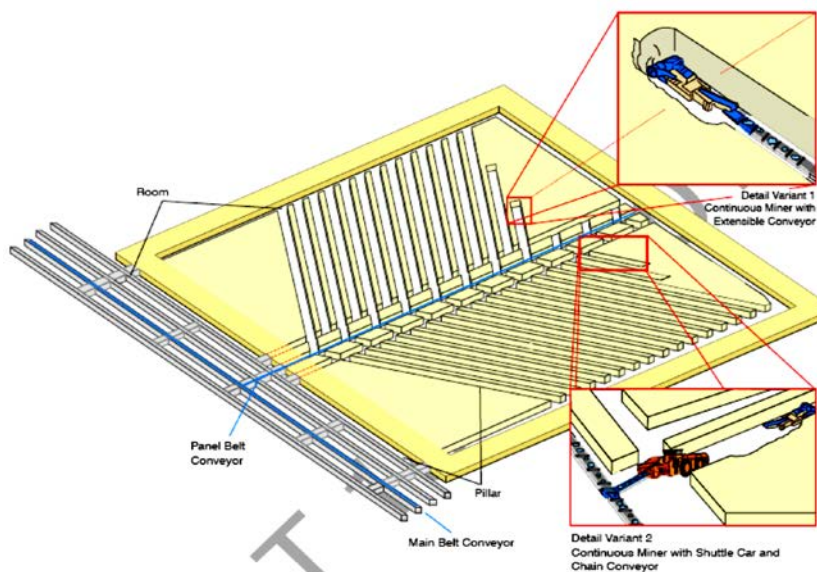 Room
Detail Variant 1
Continuous Miner with
Extensible Conveyor
Panel Belt
Conveyor
Pillar
Main Belt Conveyor
Detail Variant 2
Continuous Miner with Shuttle Car and
Chain Conveyor